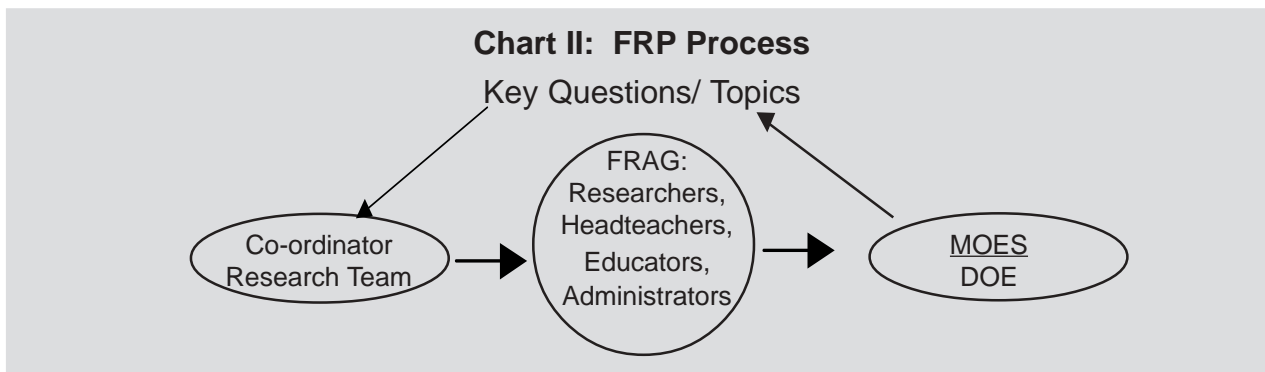 Chart II: FRP Process
Key Questions/ Topics
Co-ordinator
Research Team
FRAG:
Researchers,
Headteachers,
Educators,
Administrators
MOES
DOE